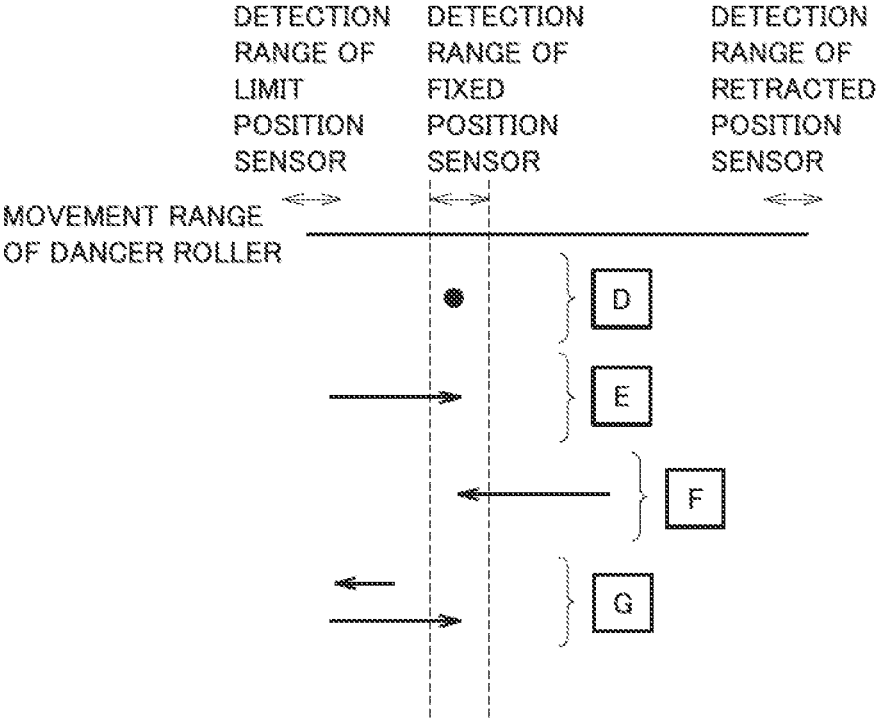 DETECTION
RANGE OF
LIMIT
POSITION
SENSOR
DETECTION
RANGE OF
FIXED
POSITION
SENSOR
DETECTION
RANGE OF
RETRACTED
POSITION
SENSOR
MOVEMENT RANGE
OF DANCER ROLLER
D
E
F
G